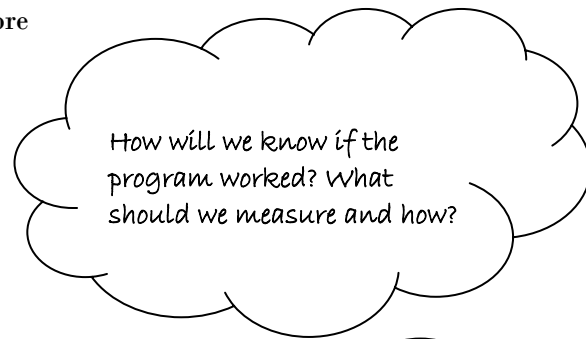 ore
How will we know if the
program worked? What
should we measure and how?